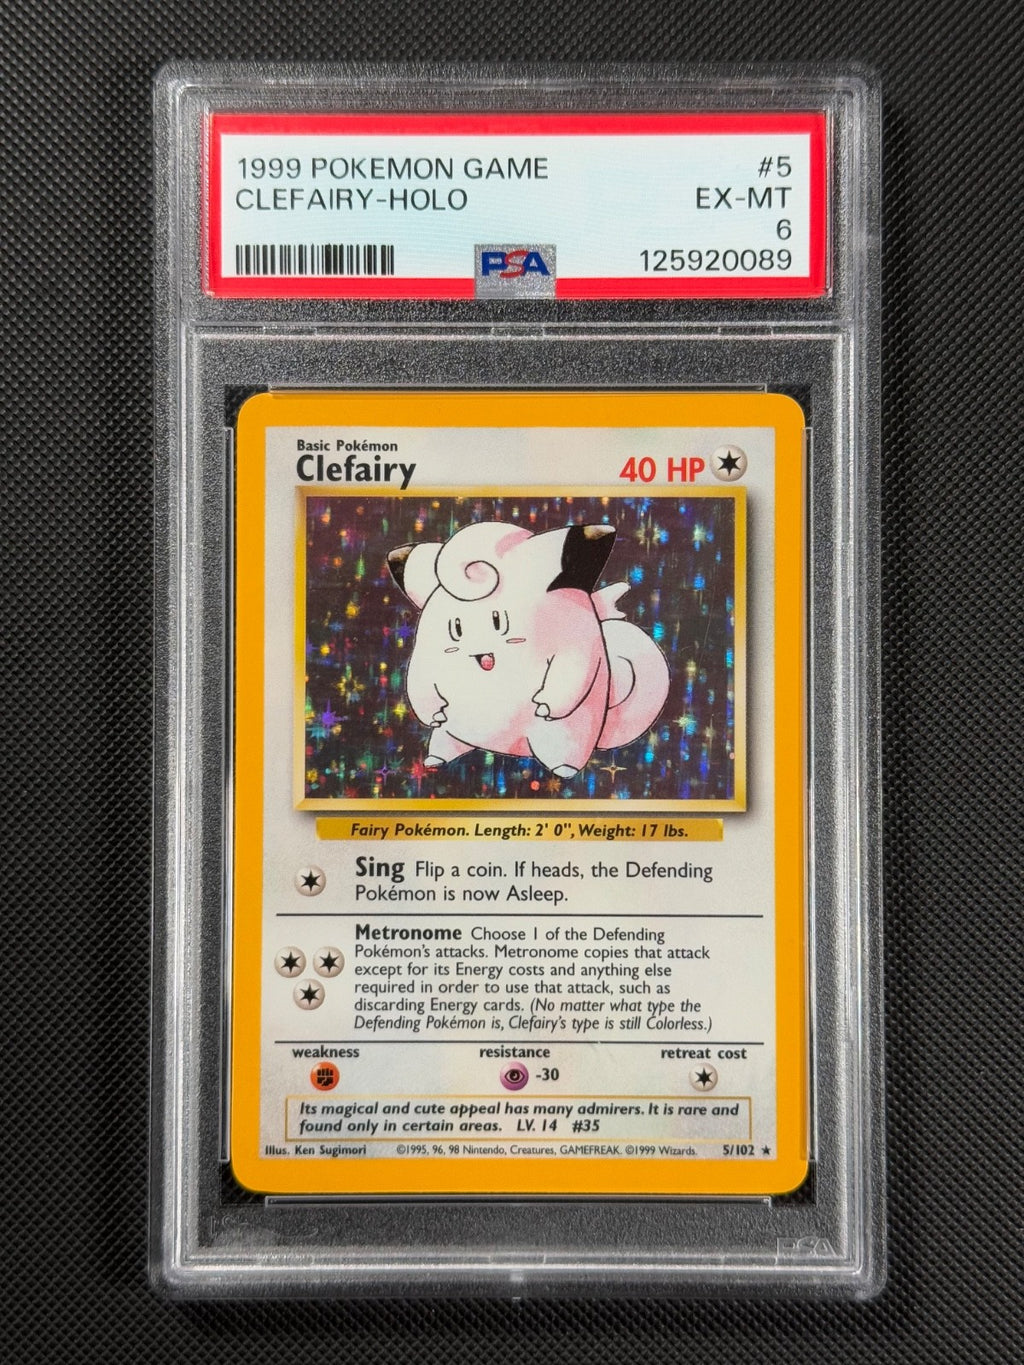 1999 POKEMON GAME #5
CLEFAIRY-HOLO EX-MT
6
PSA 125920089
Basic Pokémon
Clefairy 40 HP
Fairy Pokémon. Length: 2' 0", Weight: 17 lbs.
Sing Flip a coin. If heads, the Defending
Pokémon is now Asleep.
Metronome Choose 1 of the Defending
Pokémon's attacks. Metronome copies that attack
except for its Energy costs and anything else
required in order to use that attack, such as
discarding Energy cards. (No matter what type the
Defending Pokémon is, Clefairy's type is still Colorless.)
weakness resistance retreat cost
-30
Its magical and cute appeal has many admirers. It is rare and
found only in certain areas. LV. 14 #35
Illus. Ken Sugimori ©1995, 96, 98 Nintendo, Creatures, GAMEFREAK. ©1999 Wizards. 5/102
PSA